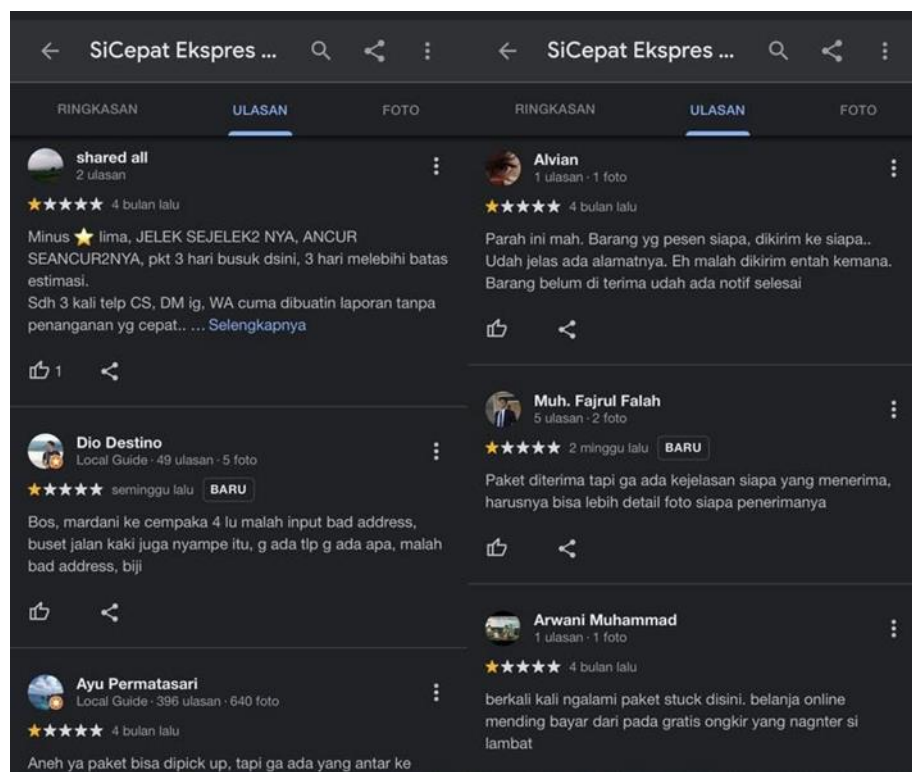 SiCepat Ekspres ...
RINGKASAN ULASAN FOTO
shared all
2 ulasan
4 bulan lalu
Minus ⭐ lima, JELEK SEJELEK2 NYA, ANCUR
SEANCUR2NYA, pkt 3 hari busuk dsini, 3 hari melebihi batas
estimasi.
Sdh 3 kali telp CS, DM ig, WA cuma dibuatin laporan tanpa
penanganan yg cepat.. ... Selengkapnya
1
Dio Destino
Local Guide · 49 ulasan · 5 foto
seminggu lalu BARU
Bos, mardani ke cempaka 4 lu malah input bad address,
buset jalan kaki juga nyampe itu, g ada tlp g ada apa, malah
bad address, biji
Ayu Permatasari
Local Guide · 396 ulasan · 640 foto
4 bulan lalu
Aneh ya paket bisa dipick up, tapi ga ada yang antar ke
SiCepat Ekspres ...
RINGKASAN ULASAN FOTO
Alvian
1 ulasan · 1 foto
4 bulan lalu
Parah ini mah. Barang yg pesen siapa, dikirim ke siapa..
Udah jelas ada alamatnya. Eh malah dikirim entah kemana.
Barang belum di terima udah ada notif selesai
Muh. Fajrul Falah
5 ulasan · 2 foto
2 minggu lalu BARU
Paket diterima tapi ga ada kejelasan siapa yang menerima,
harusnya bisa lebih detail foto siapa penerimanya
Arwani Muhammad
1 ulasan · 1 foto
4 bulan lalu
berkali kali ngalami paket stuck disini. belanja online
mending bayar dari pada gratis ongkir yang nagnter si
lambat